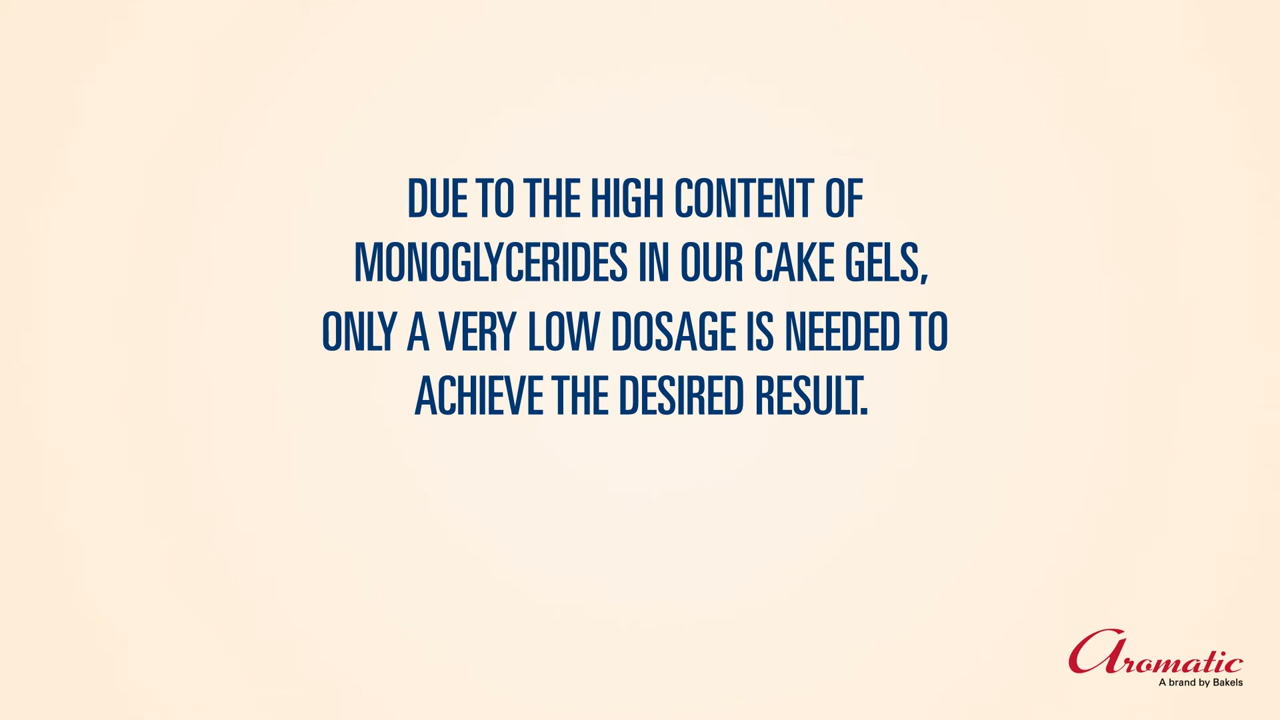 DUE TO THE HIGH CONTENT OF
MONOGLYCERIDES IN OUR CAKE GELS,
ONLY A VERY LOW DOSAGE IS NEEDED TO
ACHIEVE THE DESIRED RESULT.
Aromatic
A brand by Bakels